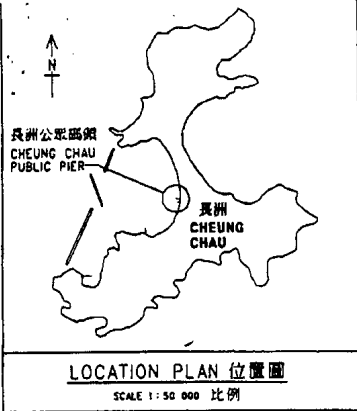 N
長洲公眾碼頭
CHEUNG CHAU
PUBLIC PIER
長洲
CHEUNG
CHAU
LOCATION PLAN 位置圖
SCALE 1:50 000 比例